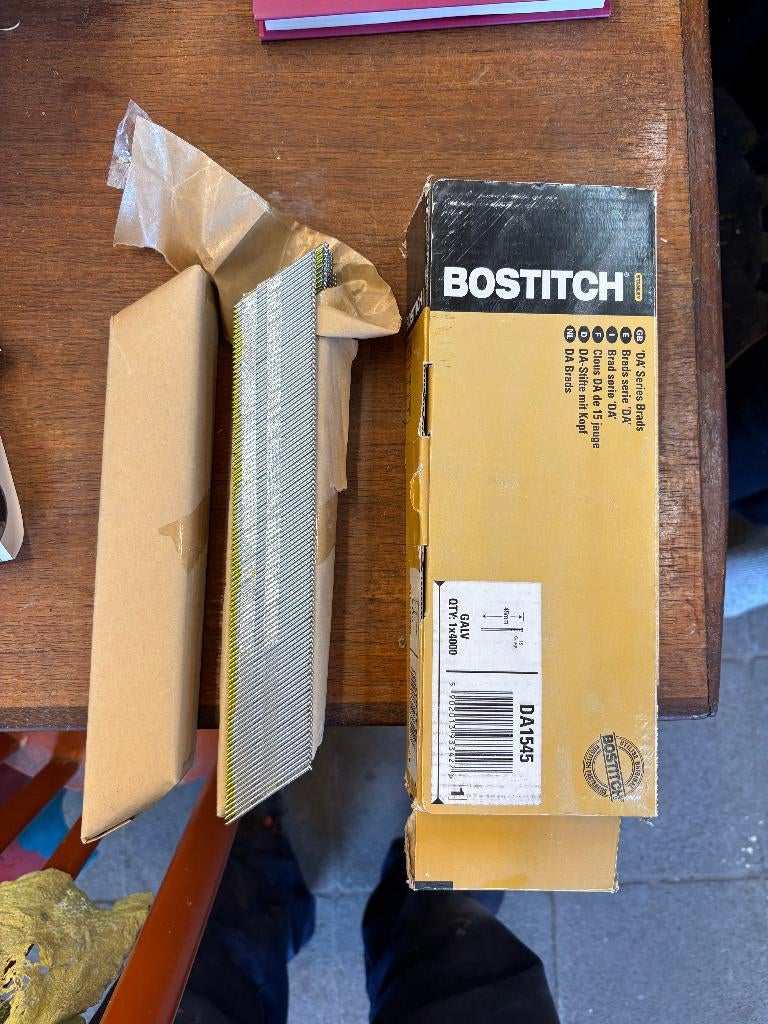 BOSTITCH
STANLEY
GB 'DA' Series Brads
E Brads serie 'DA'
I Brad serie 'DA'
F Clous DA de 15 jauge
D DA-Stifte mit Kopf
NL DA Brads
45mm
15
GALV
QTY: 1x4000
DA1545
1
BOSTITCH